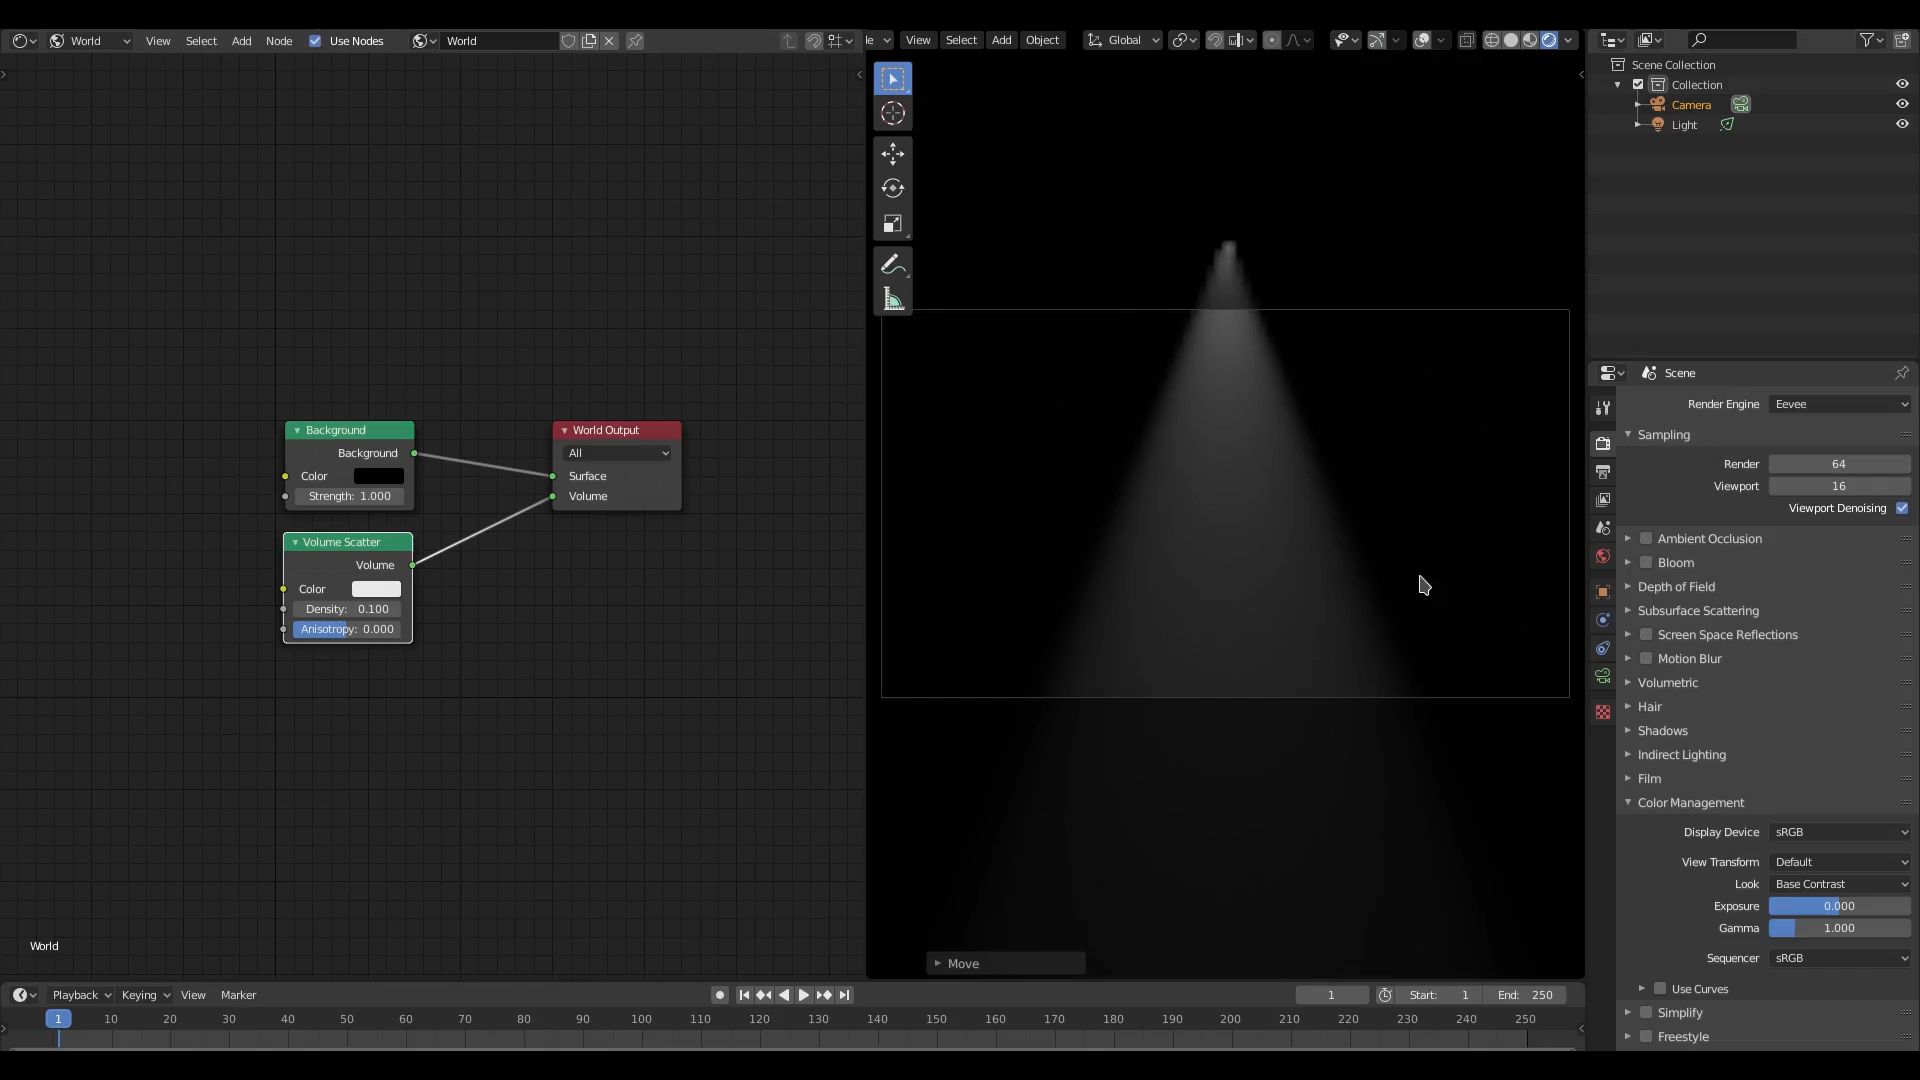 World
View
Select
Add
Node
Use Nodes
World
View
Select
Add
Object
Global
Scene Collection
Collection
Camera
Light
Background
Background
Color
Strength: 1.000
World Output
All
Surface
Volume
Volume Scatter
Volume
Color
Density: 0.100
Anisotropy: 0.000
World
Move
Scene
Render Engine Eevee
Sampling
Render 64
Viewport 16
Viewport Denoising
Ambient Occlusion
Bloom
Depth of Field
Subsurface Scattering
Screen Space Reflections
Motion Blur
Volumetric
Hair
Shadows
Indirect Lighting
Film
Color Management
Display Device sRGB
View Transform Default
Look Base Contrast
Exposure 0.000
Gamma 1.000
Sequencer sRGB
Use Curves
Simplify
Freestyle
Playback Keying View Marker
1 Start: 1 End: 250
1 10 20 30 40 50 60 70 80 90 100 110 120 130 140 150 160 170 180 190 200 210 220 230 240 250